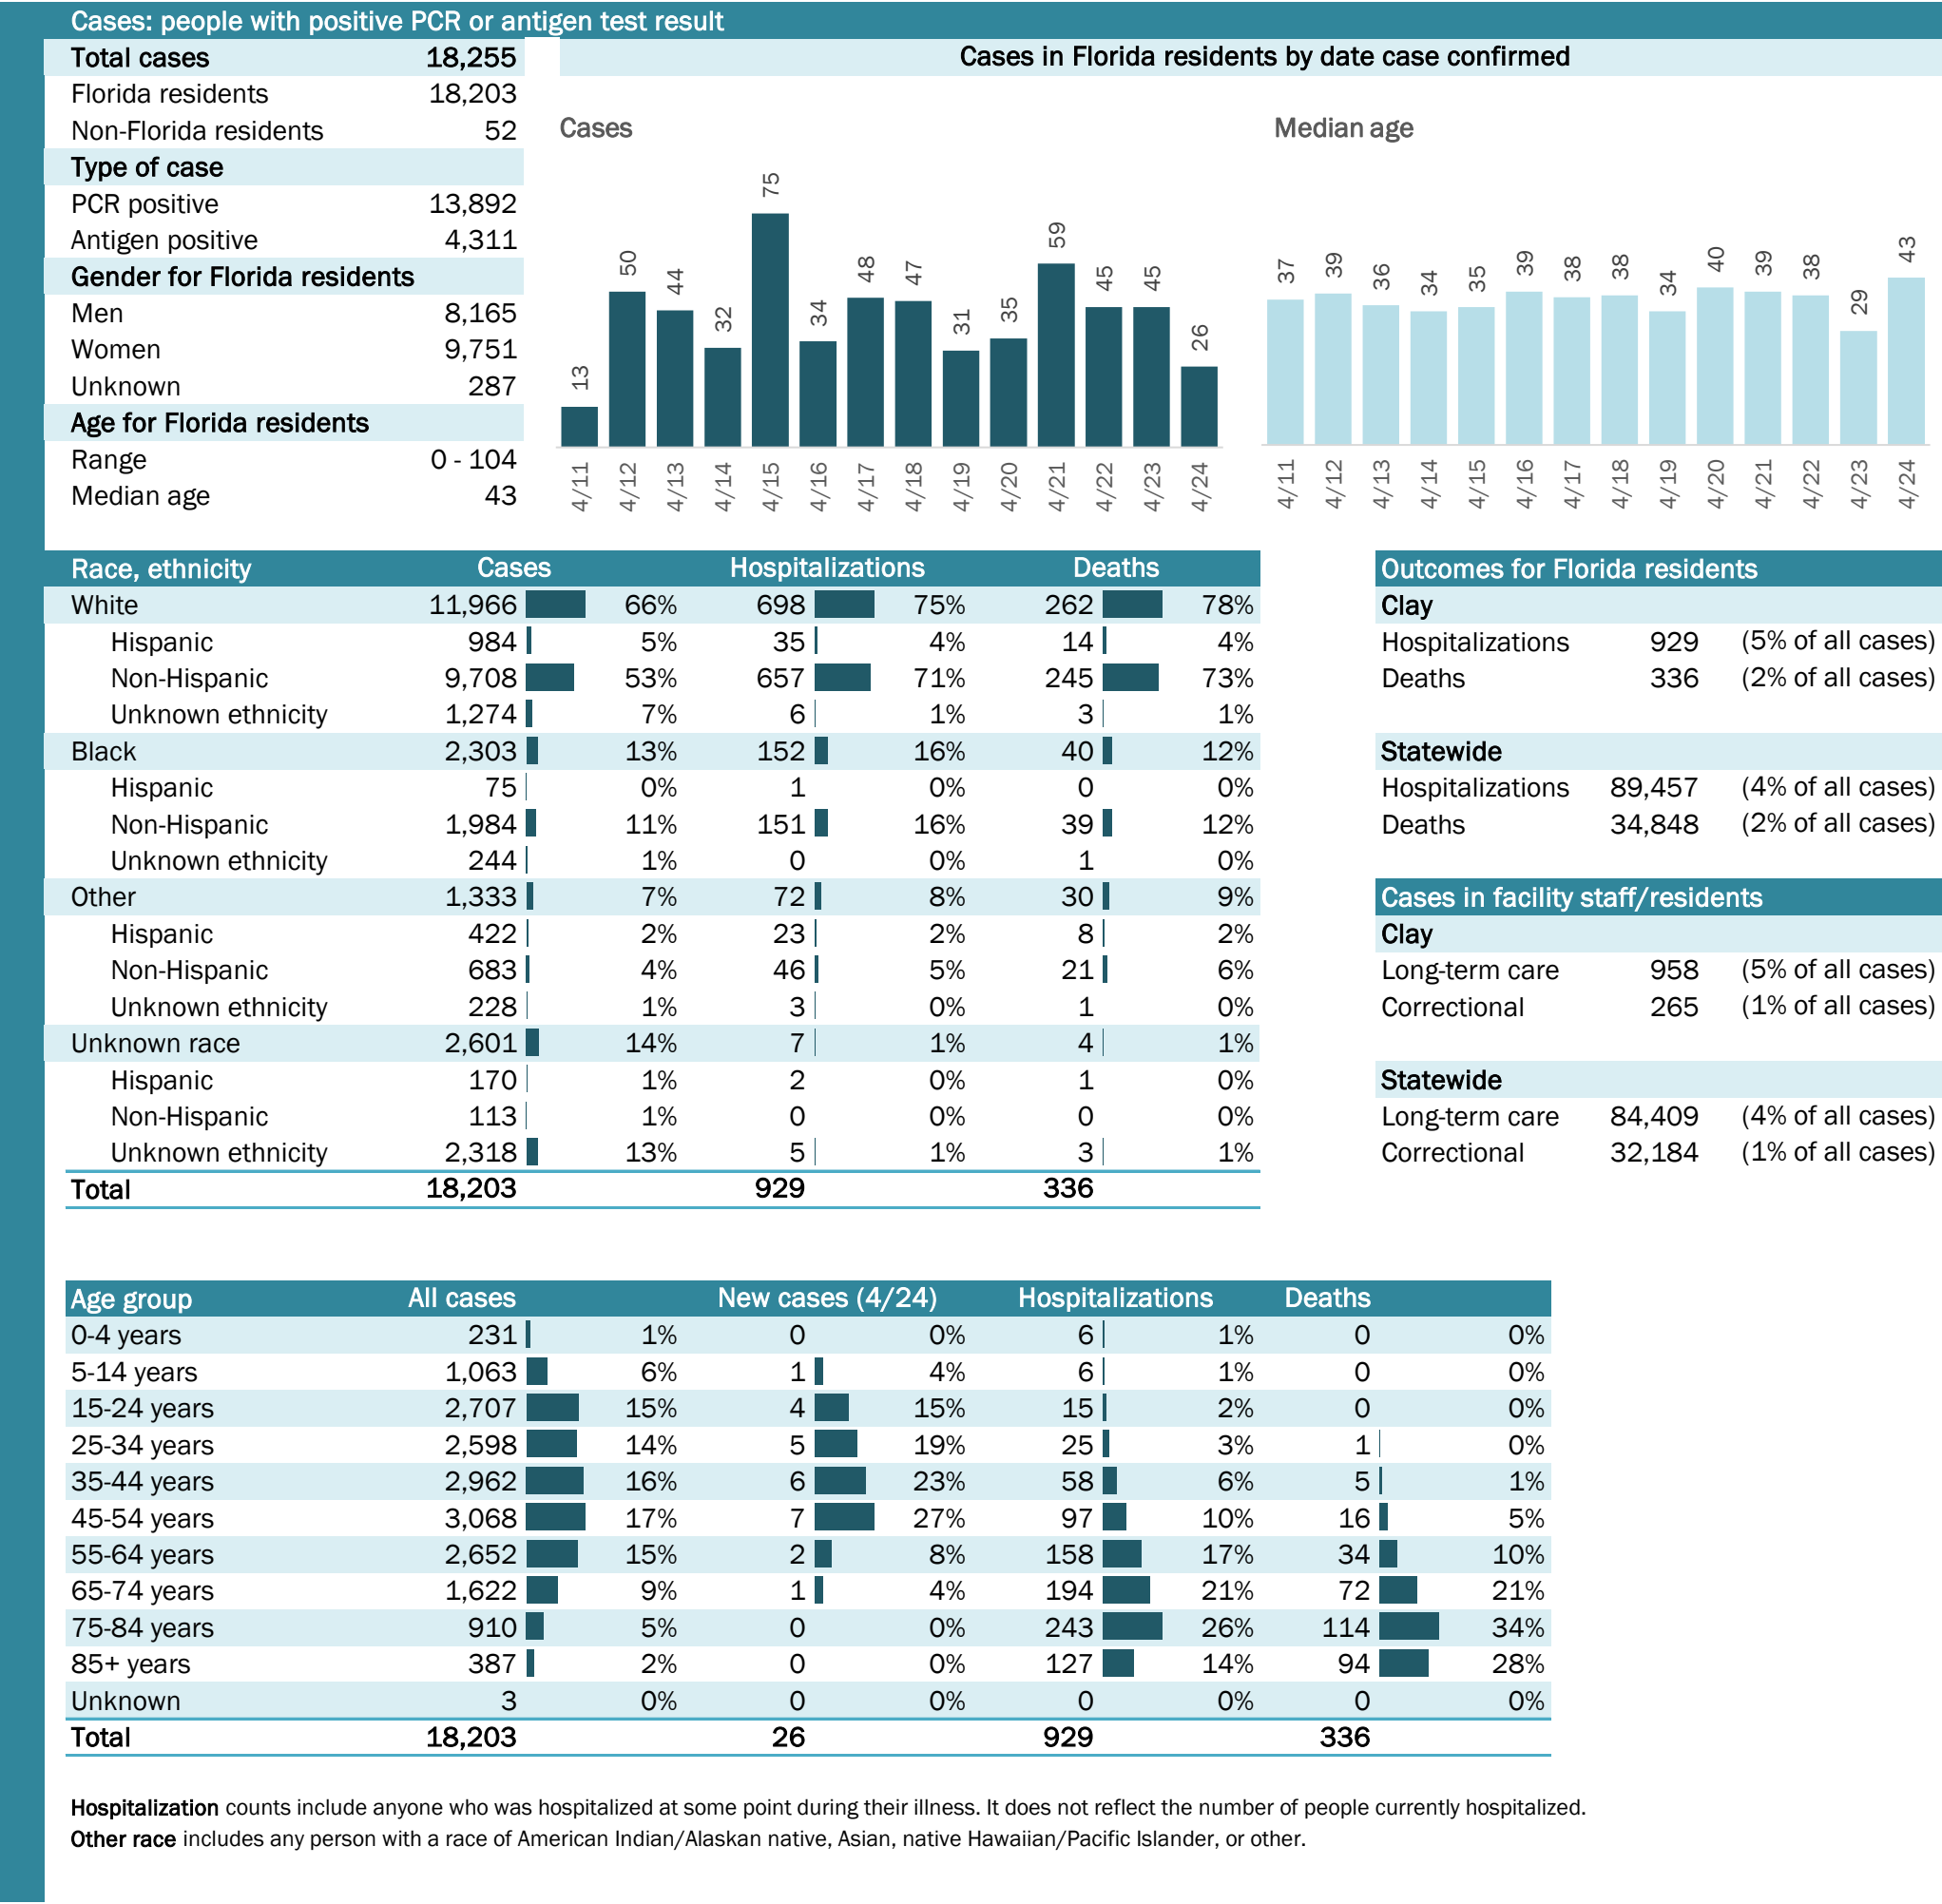 Cases: people with positive PCR or antigen test result
Total cases 18,255
Florida residents 18,203
Non-Florida residents 52
Type of case
PCR positive 13,892
Antigen positive 4,311
Gender for Florida residents
Men 8,165
Women 9,751
Unknown 287
Age for Florida residents
Range 0 - 104
Median age 43
Cases in Florida residents by date case confirmed
Cases
13 50 44 32 75 34 48 47 31 35 59 45 45 26
4/11 4/12 4/13 4/14 4/15 4/16 4/17 4/18 4/19 4/20 4/21 4/22 4/23 4/24
Median age
37 39 36 34 35 39 38 38 34 40 39 38 29 43
4/11 4/12 4/13 4/14 4/15 4/16 4/17 4/18 4/19 4/20 4/21 4/22 4/23 4/24
Race, ethnicity Cases Hospitalizations Deaths
White 11,966 66% 698 75% 262 78%
Hispanic 984 5% 35 4% 14 4%
Non-Hispanic 9,708 53% 657 71% 245 73%
Unknown ethnicity 1,274 7% 6 1% 3 1%
Black 2,303 13% 152 16% 40 12%
Hispanic 75 0% 1 0% 0 0%
Non-Hispanic 1,984 11% 151 16% 39 12%
Unknown ethnicity 244 1% 0 0% 1 0%
Other 1,333 7% 72 8% 30 9%
Hispanic 422 2% 23 2% 8 2%
Non-Hispanic 683 4% 46 5% 21 6%
Unknown ethnicity 228 1% 3 0% 1 0%
Unknown race 2,601 14% 7 1% 4 1%
Hispanic 170 1% 2 0% 1 0%
Non-Hispanic 113 1% 0 0% 0 0%
Unknown ethnicity 2,318 13% 5 1% 3 1%
Total 18,203 929 336
Outcomes for Florida residents
Clay
Hospitalizations 929 (5% of all cases)
Deaths 336 (2% of all cases)
Statewide
Hospitalizations 89,457 (4% of all cases)
Deaths 34,848 (2% of all cases)
Cases in facility staff/residents
Clay
Long-term care 958 (5% of all cases)
Correctional 265 (1% of all cases)
Statewide
Long-term care 84,409 (4% of all cases)
Correctional 32,184 (1% of all cases)
Age group All cases New cases (4/24) Hospitalizations Deaths
0-4 years 231 1% 0 0% 6 1% 0 0%
5-14 years 1,063 6% 1 4% 6 1% 0 0%
15-24 years 2,707 15% 4 15% 15 2% 0 0%
25-34 years 2,598 14% 5 19% 25 3% 1 0%
35-44 years 2,962 16% 6 23% 58 6% 5 1%
45-54 years 3,068 17% 7 27% 97 10% 16 5%
55-64 years 2,652 15% 2 8% 158 17% 34 10%
65-74 years 1,622 9% 1 4% 194 21% 72 21%
75-84 years 910 5% 0 0% 243 26% 114 34%
85+ years 387 2% 0 0% 127 14% 94 28%
Unknown 3 0% 0 0% 0 0% 0 0%
Total 18,203 26 929 336
Hospitalization counts include anyone who was hospitalized at some point during their illness. It does not reflect the number of people currently hospitalized.
Other race includes any person with a race of American Indian/Alaskan native, Asian, native Hawaiian/Pacific Islander, or other.